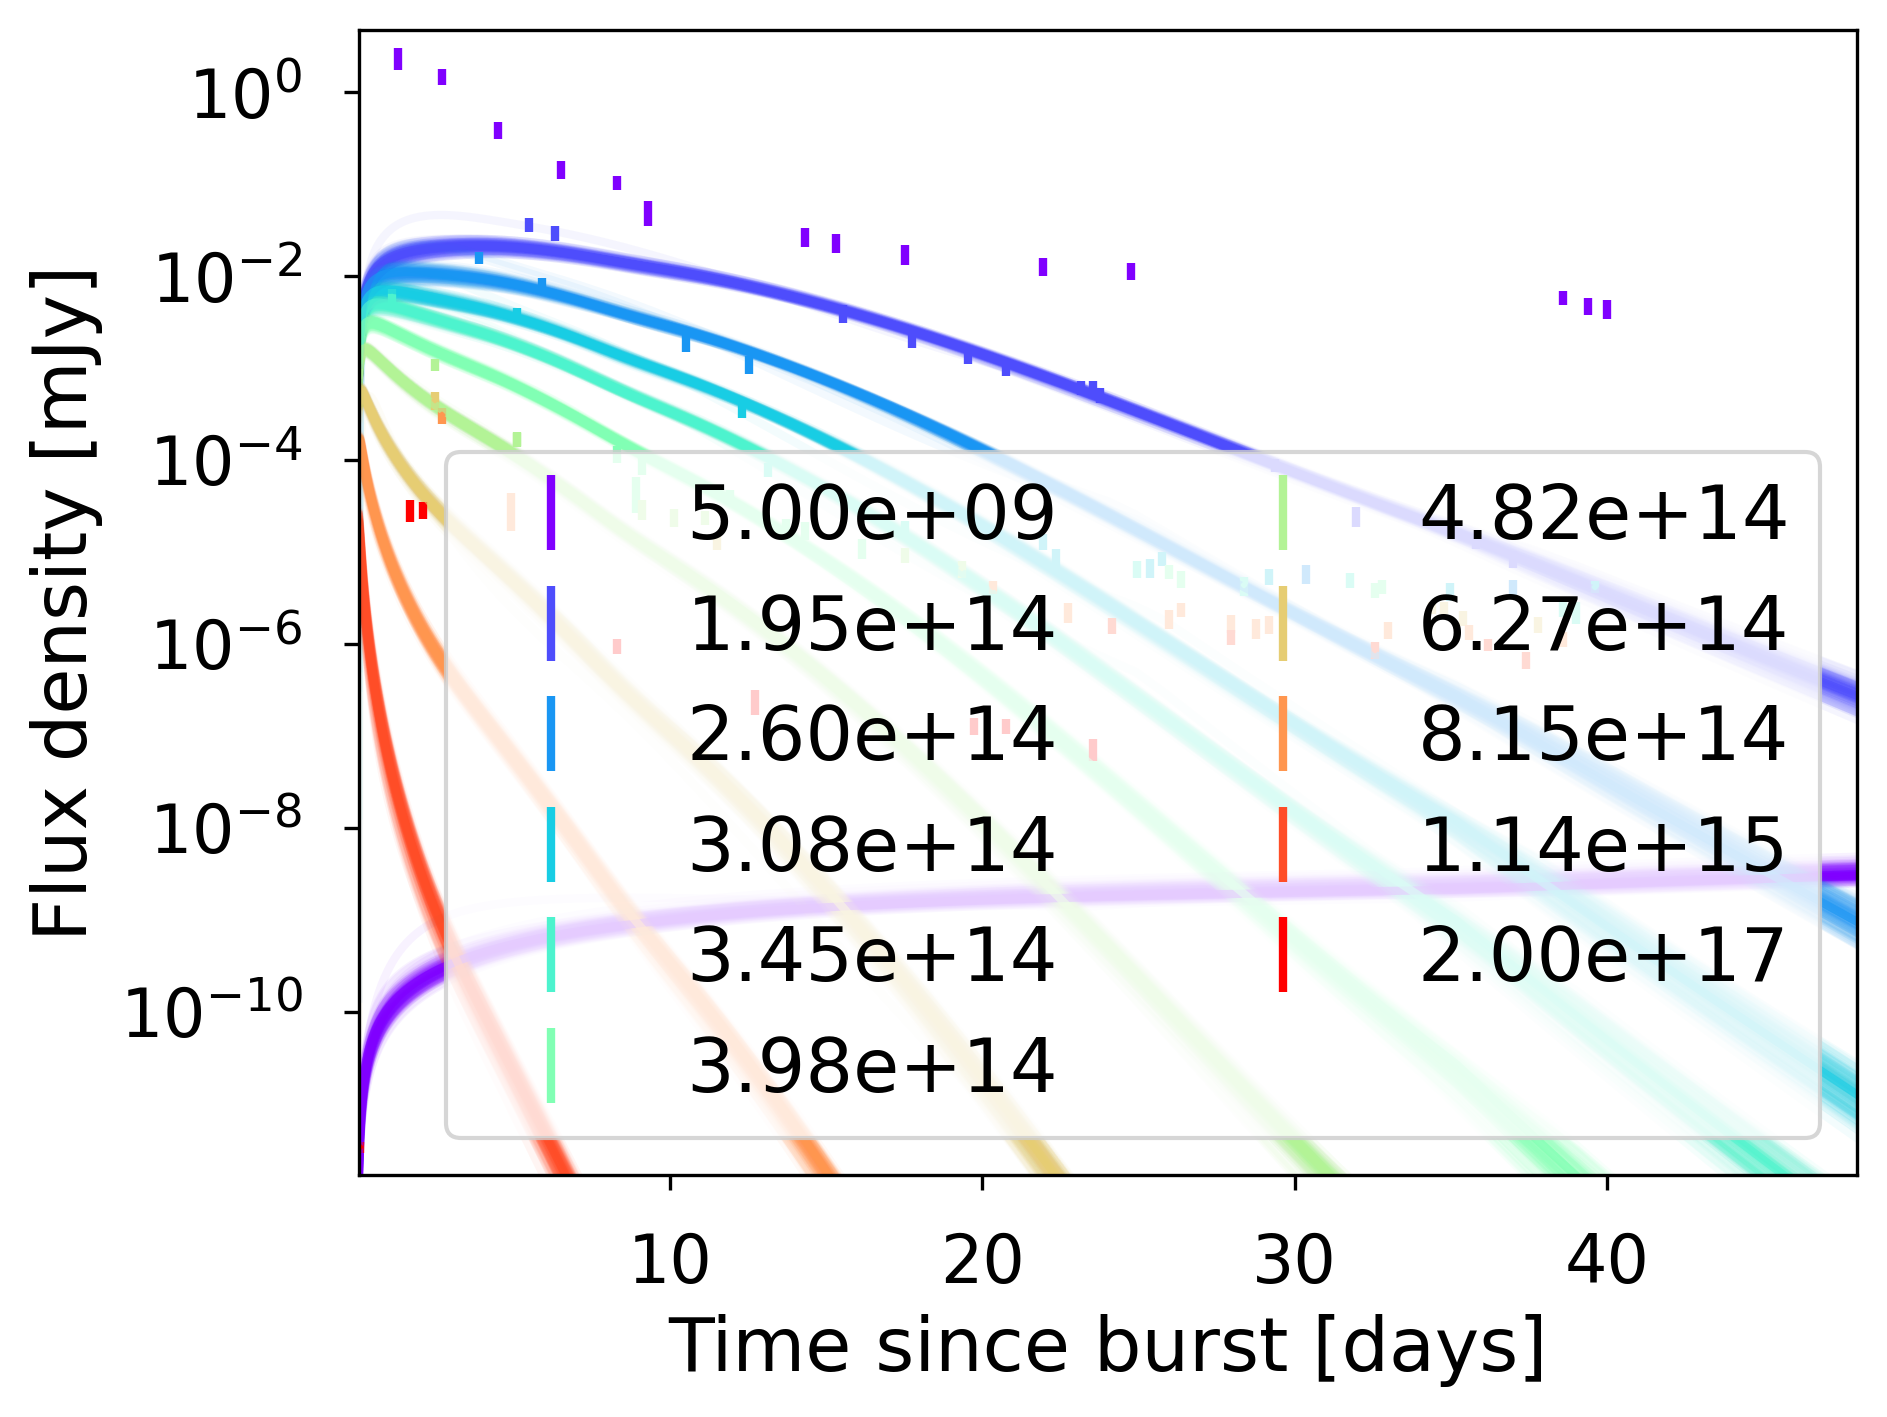 Flux density [mJy]
10⁰
10⁻²
10⁻⁴
10⁻⁶
10⁻⁸
10⁻¹⁰
5.00e+09
1.95e+14
2.60e+14
3.08e+14
3.45e+14
3.98e+14
4.82e+14
6.27e+14
8.15e+14
1.14e+15
2.00e+17
10 20 30 40
Time since burst [days]